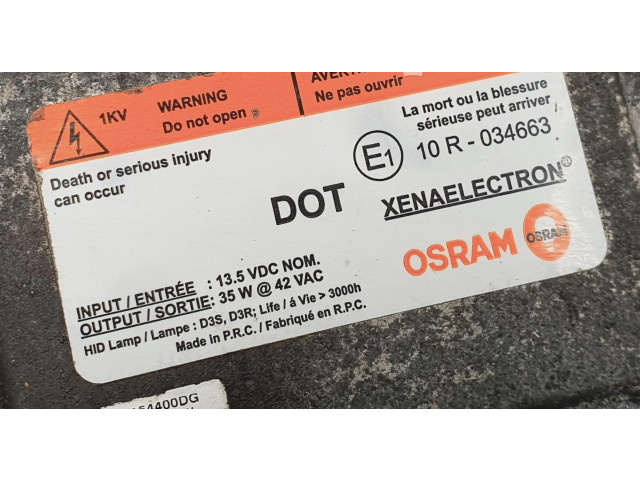 1KV
WARNING
Do not open
Ne pas ouvrir
Death or serious injury
can occur
La mort ou la blessure
sérieuse peut arriver
E1
10 R - 034663
DOT
XENAELECTRON®
OSRAM
OSRAM
INPUT / ENTRÉE : 13.5 VDC NOM.
OUTPUT / SORTIE: 35 W @ 42 VAC
HID Lamp / Lampe : D3S, D3R; Life / á Vie > 3000h
Made in P.R.C./ Fabriqué en R.P.C.